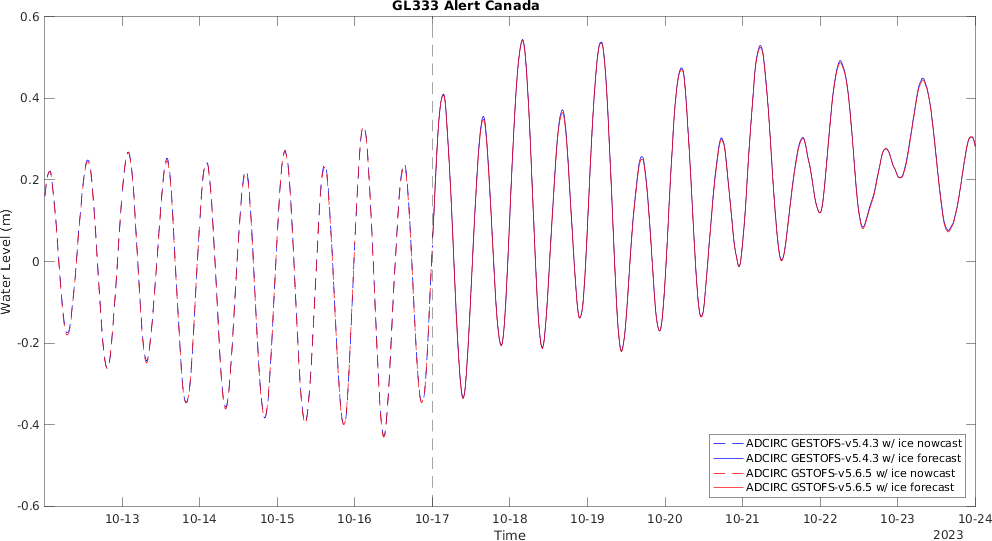 GL333 Alert Canada
0.6
0.4
0.2
0
-0.2
-0.4
-0.6
Water Level (m)
ADCIRC GESTOFS-v5.4.3 w/ ice nowcast
ADCIRC GESTOFS-v5.4.3 w/ ice forecast
ADCIRC GSTOFS-v5.6.5 w/ ice nowcast
ADCIRC GSTOFS-v5.6.5 w/ ice forecast
10-13 10-14 10-15 10-16 10-17 10-18 10-19 10-20 10-21 10-22 10-23 10-24
Time 2023